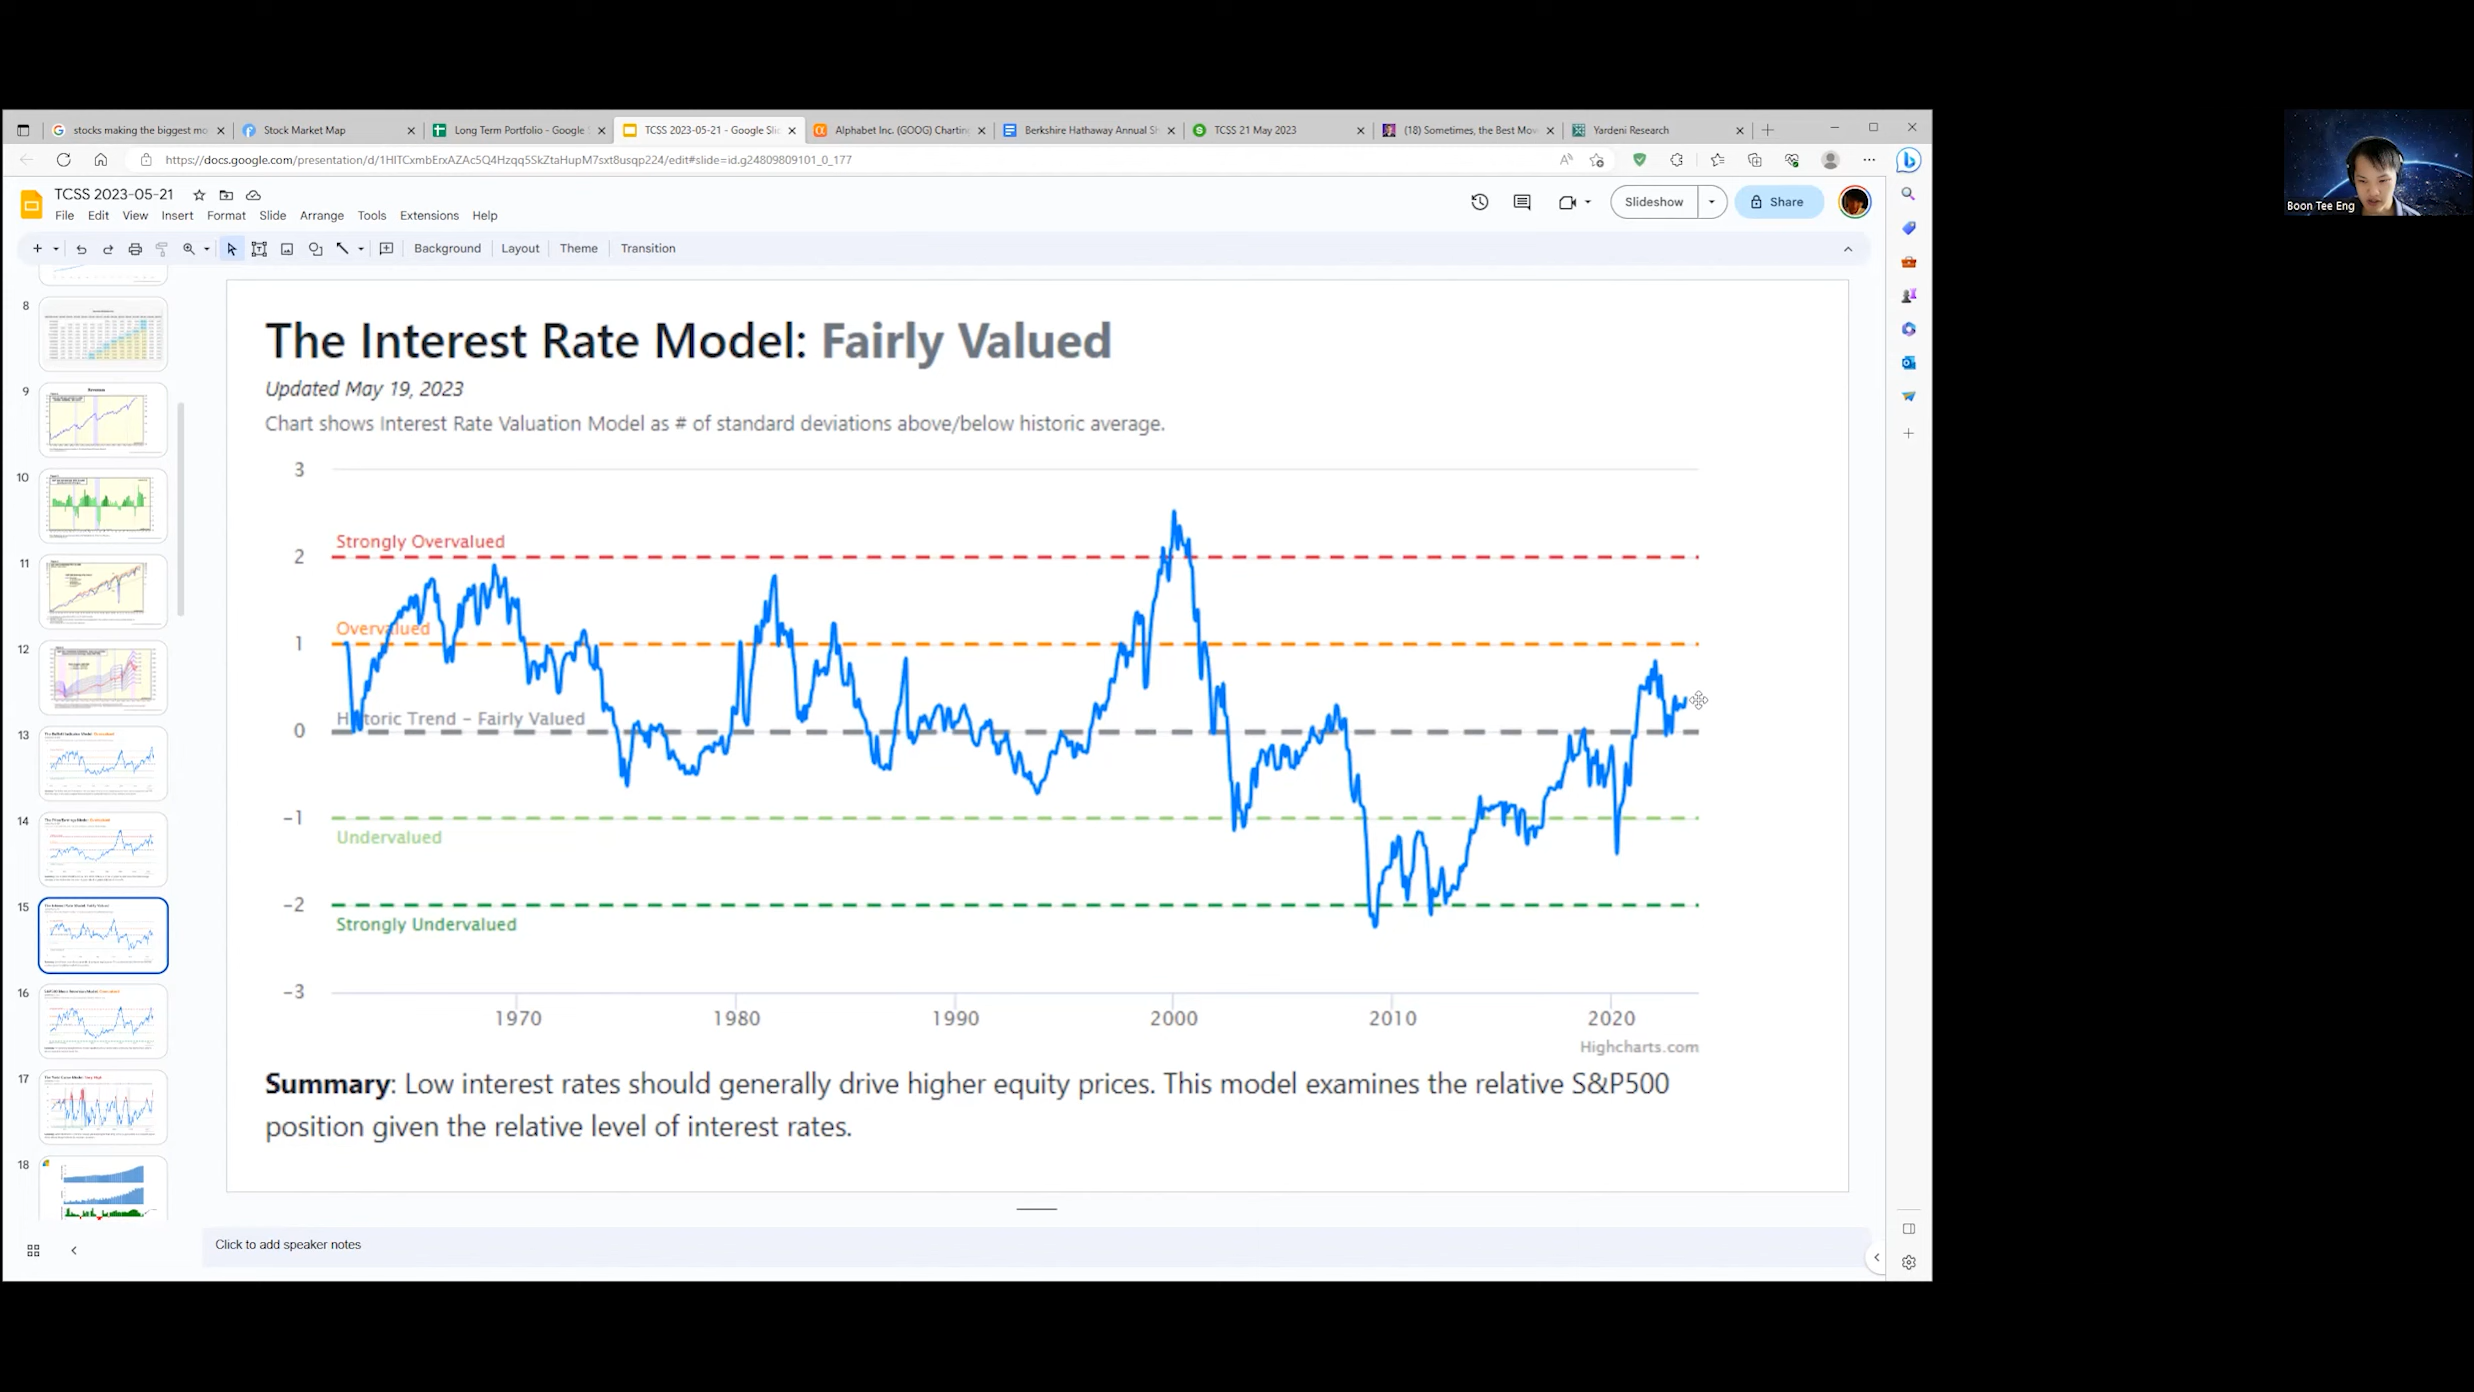 stocks making the biggest mo
Stock Market Map
Long Term Portfolio - Google S
TCSS 2023-05-21 - Google Slic
Alphabet Inc. (GOOG) Charting
Berkshire Hathaway Annual Sh
TCSS 21 May 2023
(18) Sometimes, the Best Mov
Yardeni Research
https://docs.google.com/presentation/d/1HITCxmbErxAZAc5Q4Hzqq5SkZtaHupM7sxt8usqp224/edit#slide=id.g24809809101_0_177
TCSS 2023-05-21
File Edit View Insert Format Slide Arrange Tools Extensions Help
Slideshow
Share
Background Layout Theme Transition
Boon Tee Eng
8
9
10
11
12
13
14
15
16
17
18
The Interest Rate Model: Fairly Valued
Updated May 19, 2023
Chart shows Interest Rate Valuation Model as # of standard deviations above/below historic average.
3
Strongly Overvalued
2
Overvalued
1
Historic Trend – Fairly Valued
0
−1
Undervalued
−2
Strongly Undervalued
−3
1970 1980 1990 2000 2010 2020
Highcharts.com
Summary: Low interest rates should generally drive higher equity prices. This model examines the relative S&P500
position given the relative level of interest rates.
Click to add speaker notes